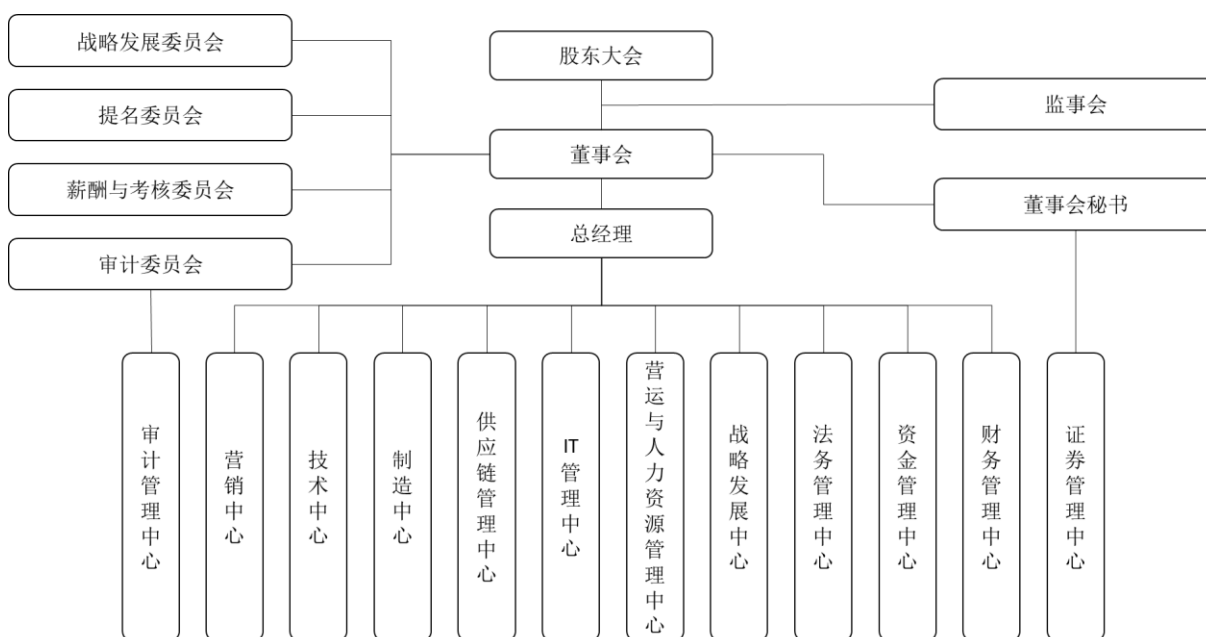 战略发展委员会
股东大会
提名委员会
监事会
董事会
薪酬与考核委员会
董事会秘书
总经理
审计委员会
审计管理中心
营销中心
技术中心
制造中心
供应链管理中心
IT管理中心
营运与人力资源管理中心
战略发展中心
法务管理中心
资金管理中心
财务管理中心
证券管理中心